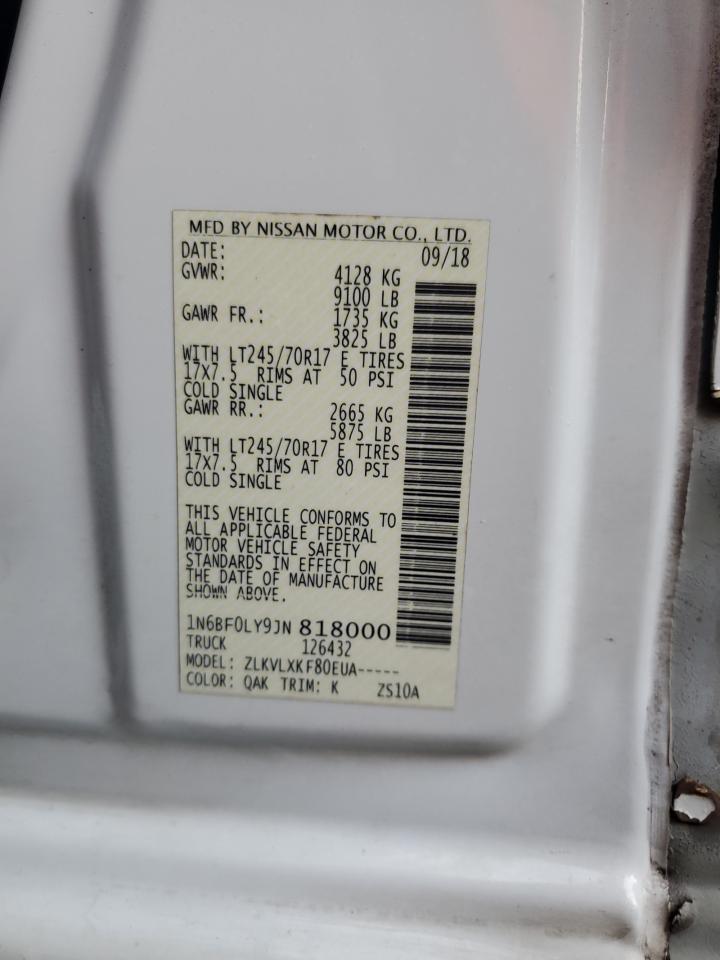 MFD BY NISSAN MOTOR CO., LTD.
DATE: 09/18
GVWR: 4128 KG
9100 LB
GAWR FR.: 1735 KG
3825 LB
WITH LT245/70R17 E TIRES
17X7.5 RIMS AT 50 PSI
COLD SINGLE
GAWR RR.: 2665 KG
5875 LB
WITH LT245/70R17 E TIRES
17X7.5 RIMS AT 80 PSI
COLD SINGLE
THIS VEHICLE CONFORMS TO
ALL APPLICABLE FEDERAL
MOTOR VEHICLE SAFETY
STANDARDS IN EFFECT ON
THE DATE OF MANUFACTURE
SHOWN ABOVE.
1N6BF0LY9JN 818000
TRUCK 126432
MODEL: ZLKVLXKF80EUA-----
COLOR: QAK TRIM: K ZS10A